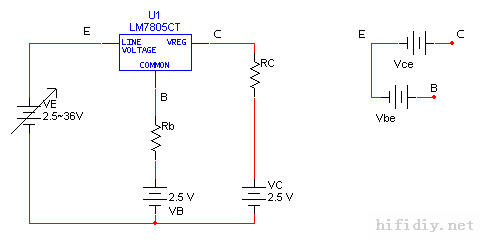 U1
LM7805CT
E
LINE
VOLTAGE
VREG
COMMON
C
RC
B
Rb
VE
2.5~36V
2.5 V
VB
VC
2.5 V
E
C
Vce
B
Vbe
hifidiy.net